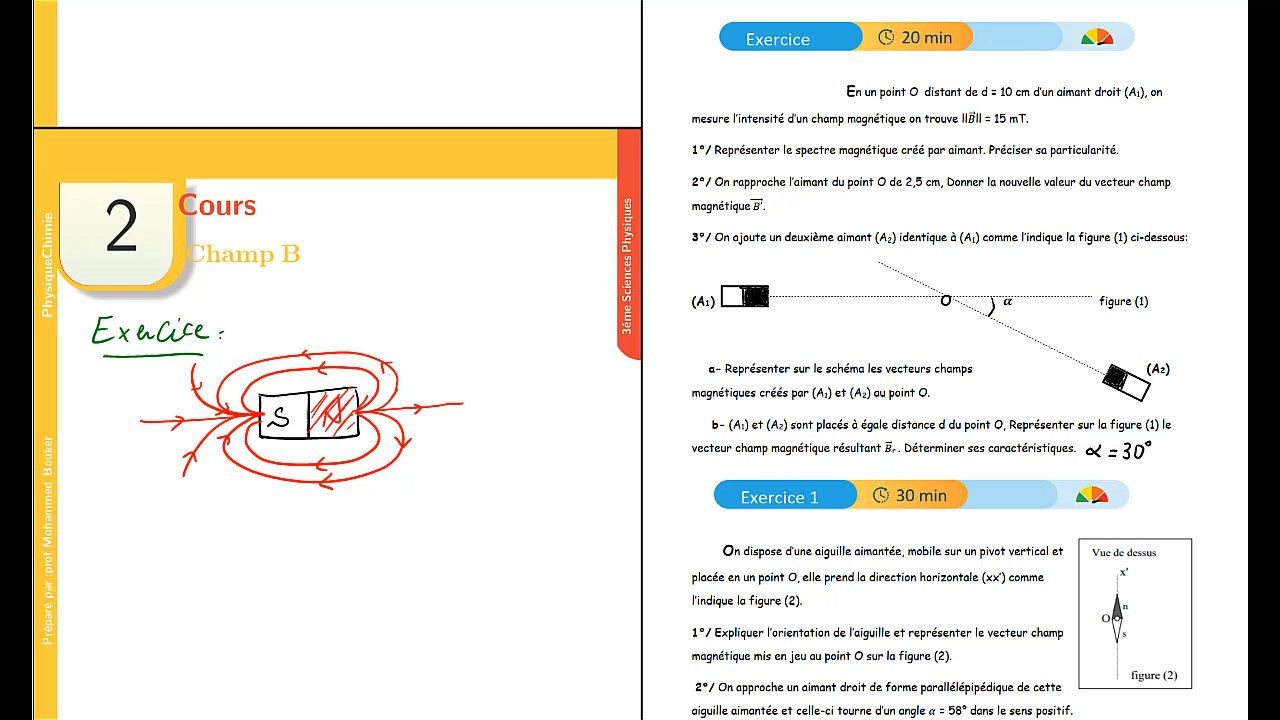 2
Cours
Champ B
PhysiqueChimie
Préparé par :prof Mohammed Bouker
3éme Sciences Physiques
Exercice :
S N
Exercice 20 min
En un point O distant de d = 10 cm d'un aimant droit (A₁), on
mesure l'intensité d'un champ magnétique on trouve ||B⃗|| = 15 mT.
1°/ Représenter le spectre magnétique créé par aimant. Préciser sa particularité.
2°/ On rapproche l'aimant du point O de 2,5 cm, Donner la nouvelle valeur du vecteur champ
magnétique B⃗'.
3°/ On ajoute un deuxième aimant (A₂) identique à (A₁) comme l'indique la figure (1) ci-dessous:
(A₁) O α figure (1)
(A₂)
a- Représenter sur le schéma les vecteurs champs
magnétiques créés par (A₁) et (A₂) au point O.
b- (A₁) et (A₂) sont placés à égale distance d du point O, Représenter sur la figure (1) le
vecteur champ magnétique résultant B⃗ᵣ. Déterminer ses caractéristiques. α = 30°
Exercice 1 30 min
On dispose d'une aiguille aimantée, mobile sur un pivot vertical et
placée en un point O, elle prend la direction horizontale (xx') comme
l'indique la figure (2).
1°/ Expliquer l'orientation de l'aiguille et représenter le vecteur champ
magnétique mis en jeu au point O sur la figure (2).
2°/ On approche un aimant droit de forme parallélépipédique de cette
aiguille aimantée et celle-ci tourne d'un angle α = 58° dans le sens positif.
Vue de dessus
x'
n
O
s
figure (2)